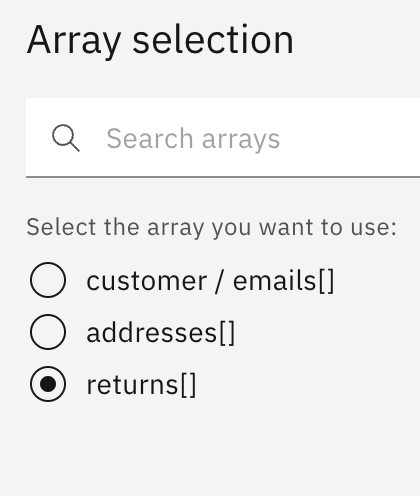 Array selection
Search arrays
Select the array you want to use:
customer / emails[]
addresses[]
returns[]